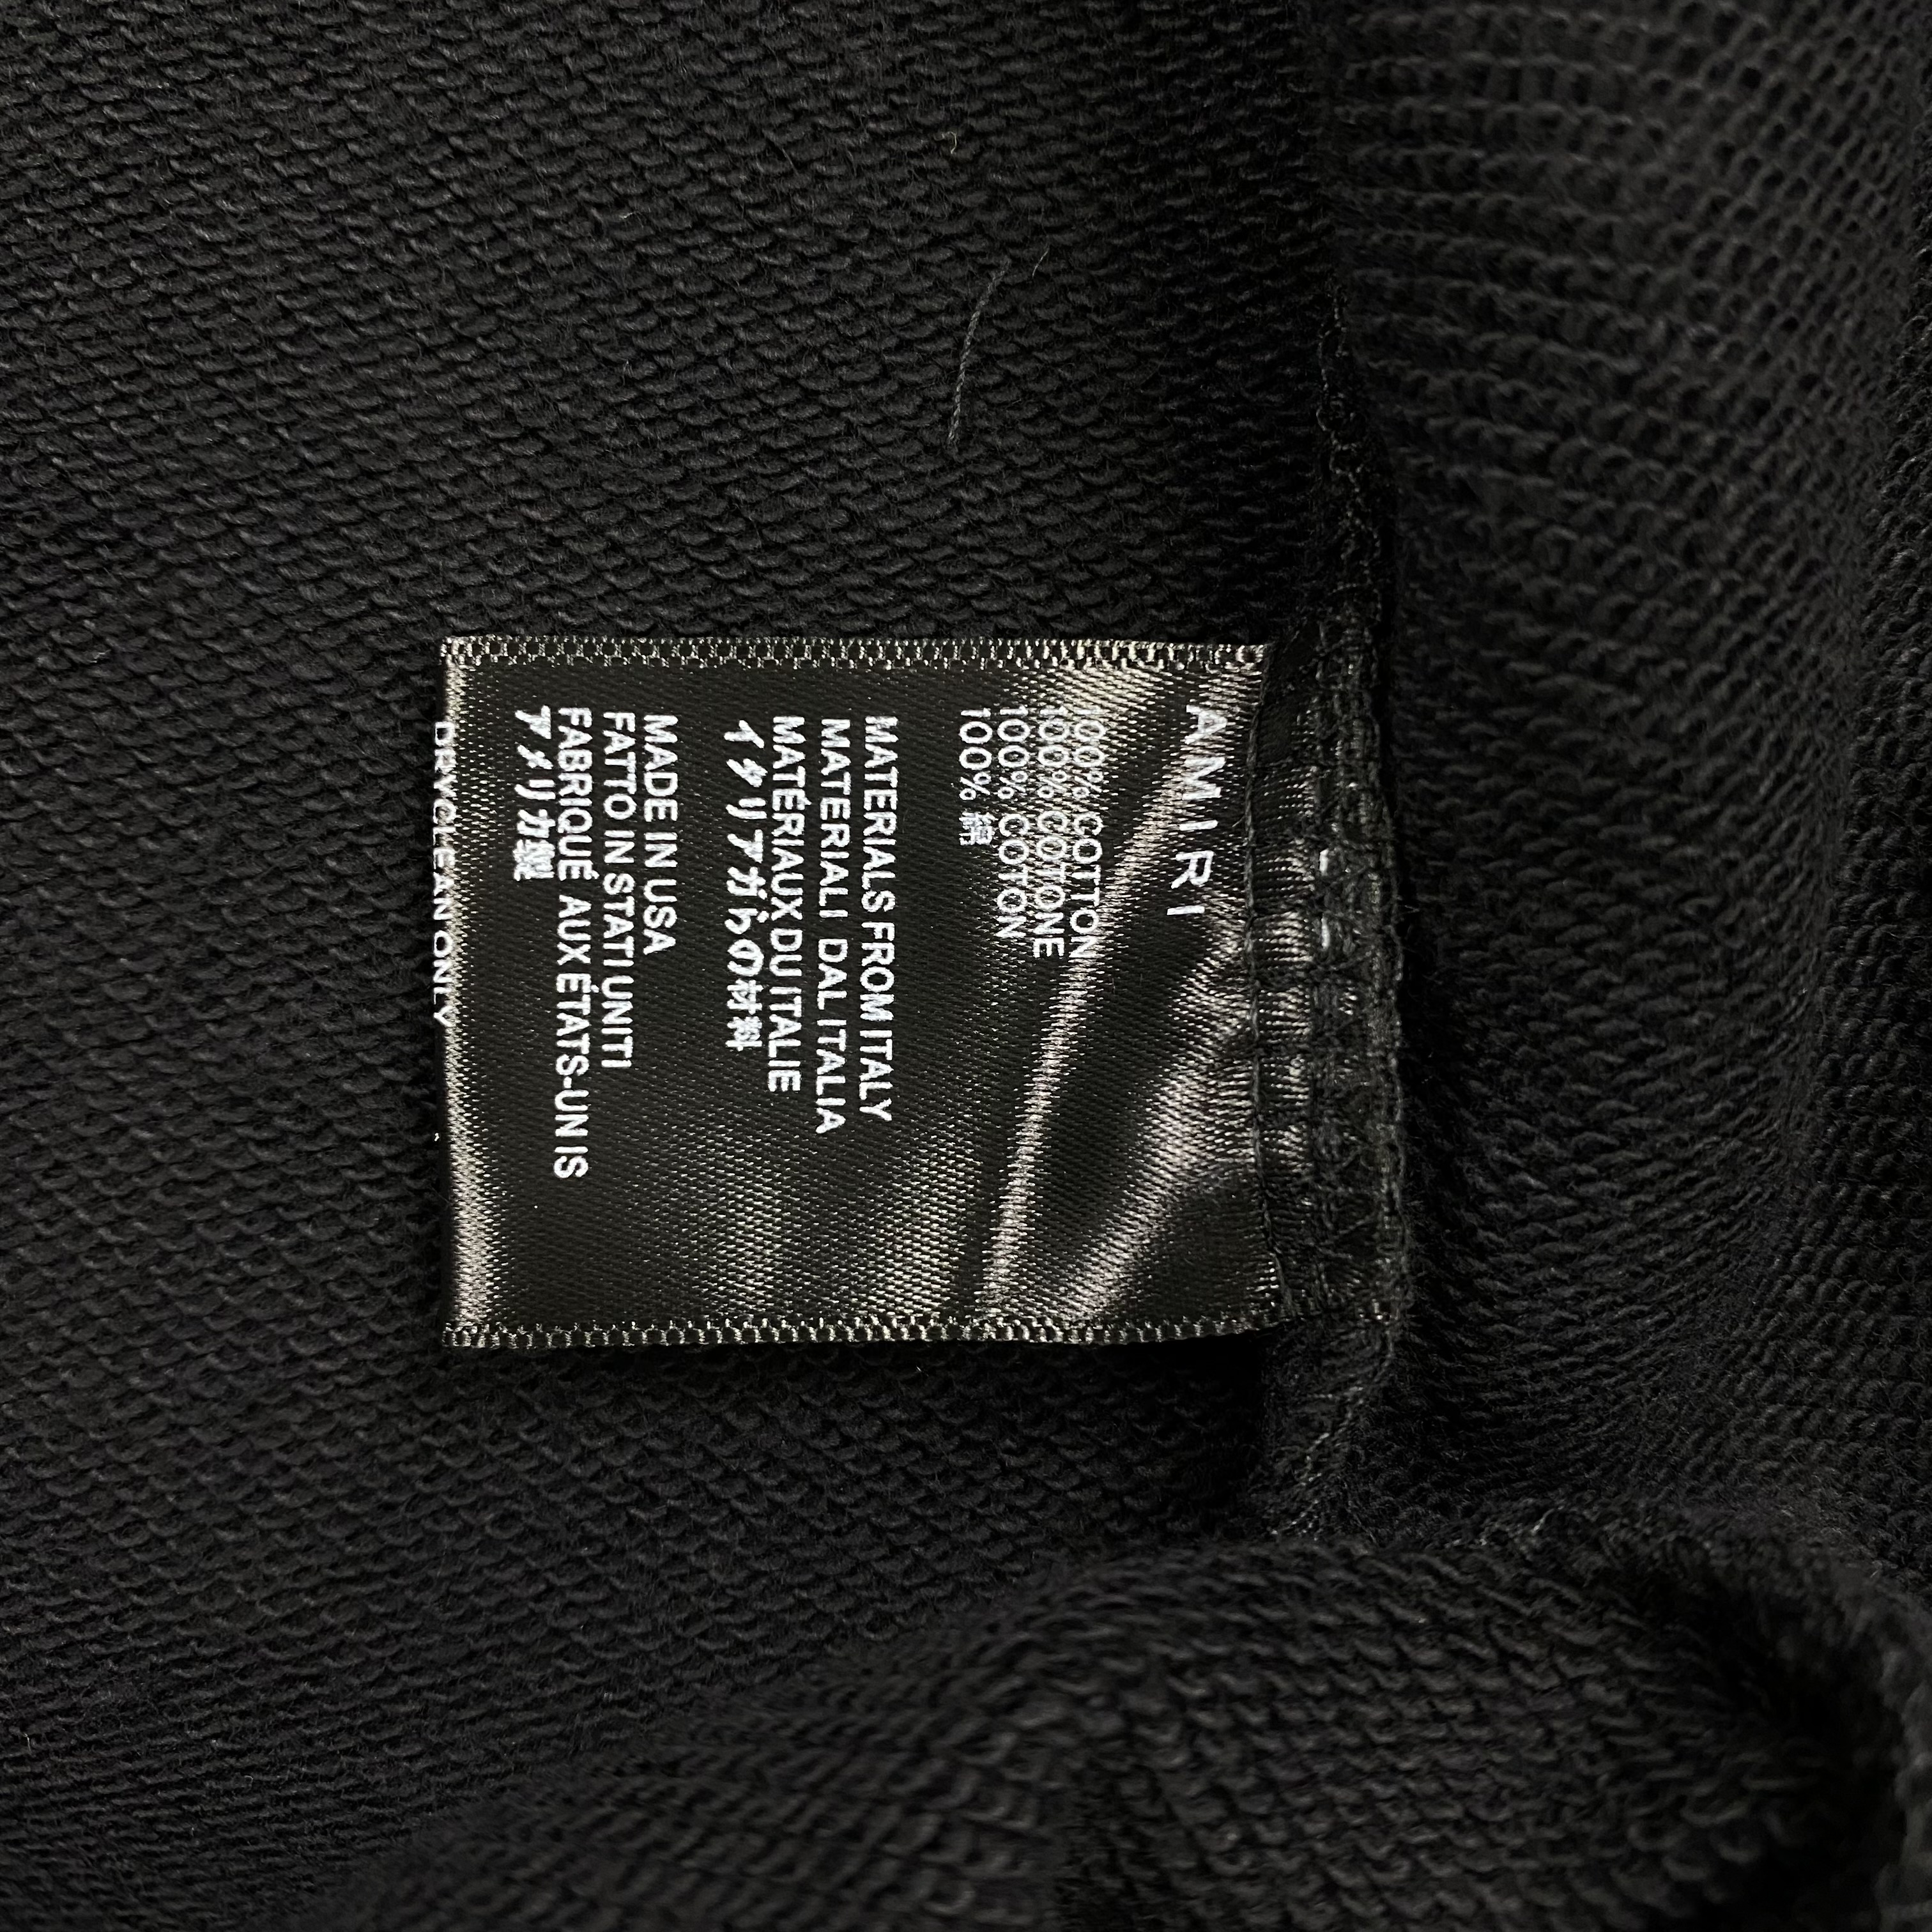 AMIRI
100% COTTON
100% COTONE
100% COTON
100% 綿
MATERIALS FROM ITALY
MATERIALI DAL ITALIA
MATÉRIAUX DU ITALIE
イタリアからの材料
MADE IN USA
FATTO IN STATI UNITI
FABRIQUÉ AUX ÉTATS-UNIS
アメリカ製
DRYCLEAN ONLY